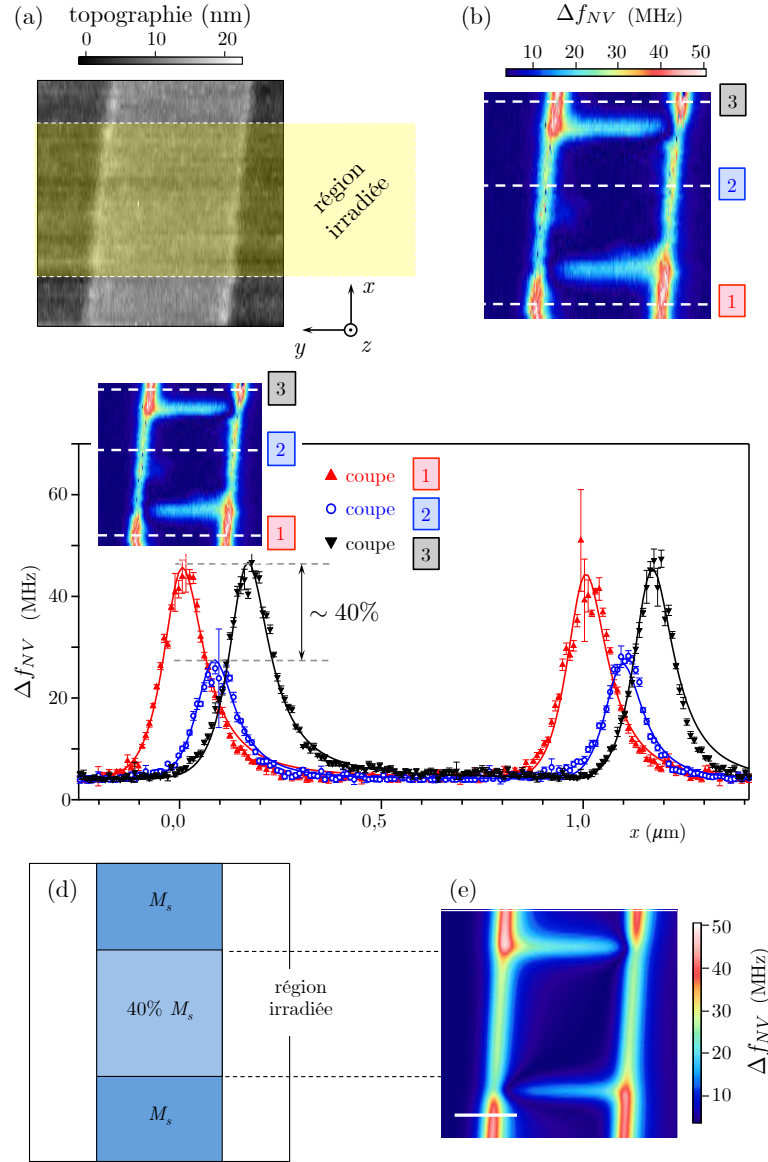 (a)
topographie (nm)
0 10 20
région
irradiée
x
y
z
(b)
Δf_NV (MHz)
10 20 30 40 50
3
2
1
3
2
1
coupe 1
coupe 2
coupe 3
~ 40%
60
40
20
0
Δf_NV (MHz)
0,0 0,5 1,0
x (μm)
(d)
M_s
40% M_s
M_s
région
irradiée
(e)
50
40
30
20
10
Δf_NV (MHz)